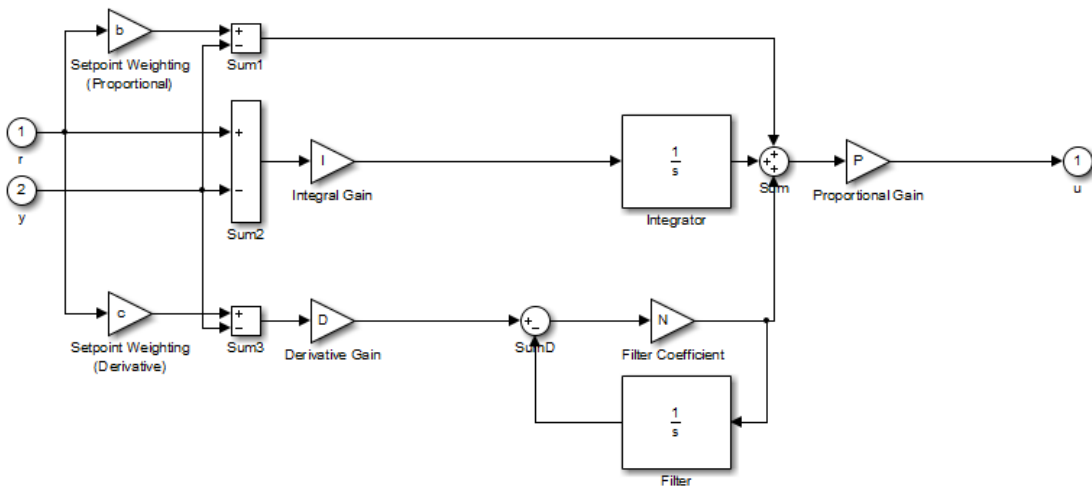 b
+
−
Sum1
Setpoint Weighting
(Proportional)
1
r
2
y
+
−
Sum2
I
Integral Gain
1
s
Integrator
+
+
+
Sum
P
Proportional Gain
1
u
c
Setpoint Weighting
(Derivative)
+
−
Sum3
D
Derivative Gain
+
−
SumD
N
Filter Coefficient
1
s
Filter